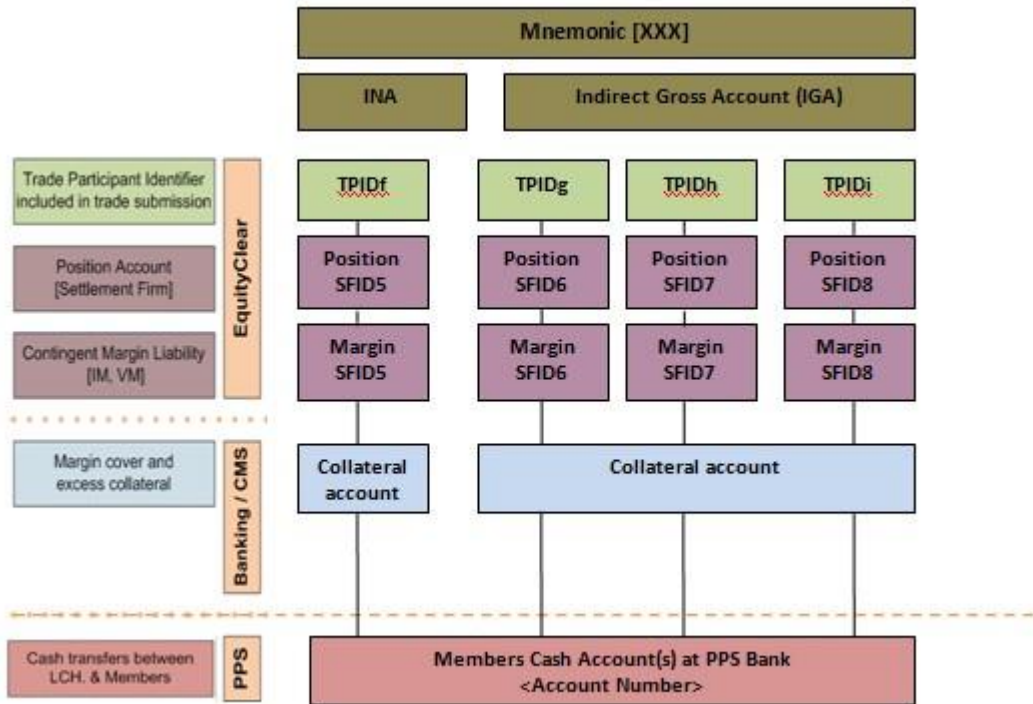 Mnemonic [XXX]
INA
Indirect Gross Account (IGA)
Trade Participant Identifier
included in trade submission
EquityClear
TPIDf
TPIDg
TPIDh
TPIDi
Position Account
[Settlement Firm]
Position
SFID5
Position
SFID6
Position
SFID7
Position
SFID8
Contingent Margin Liability
[IM, VM]
Margin
SFID5
Margin
SFID6
Margin
SFID7
Margin
SFID8
Margin cover and
excess collateral
Banking / CMS
Collateral
account
Collateral account
Cash transfers between
LCH. & Members
PPS
Members Cash Account(s) at PPS Bank
<Account Number>